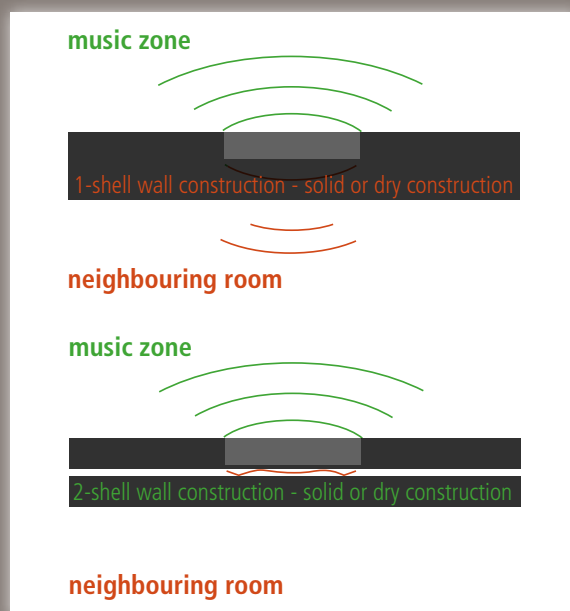 music zone
1-shell wall construction - solid or dry construction
neighbouring room
music zone
2-shell wall construction - solid or dry construction
neighbouring room